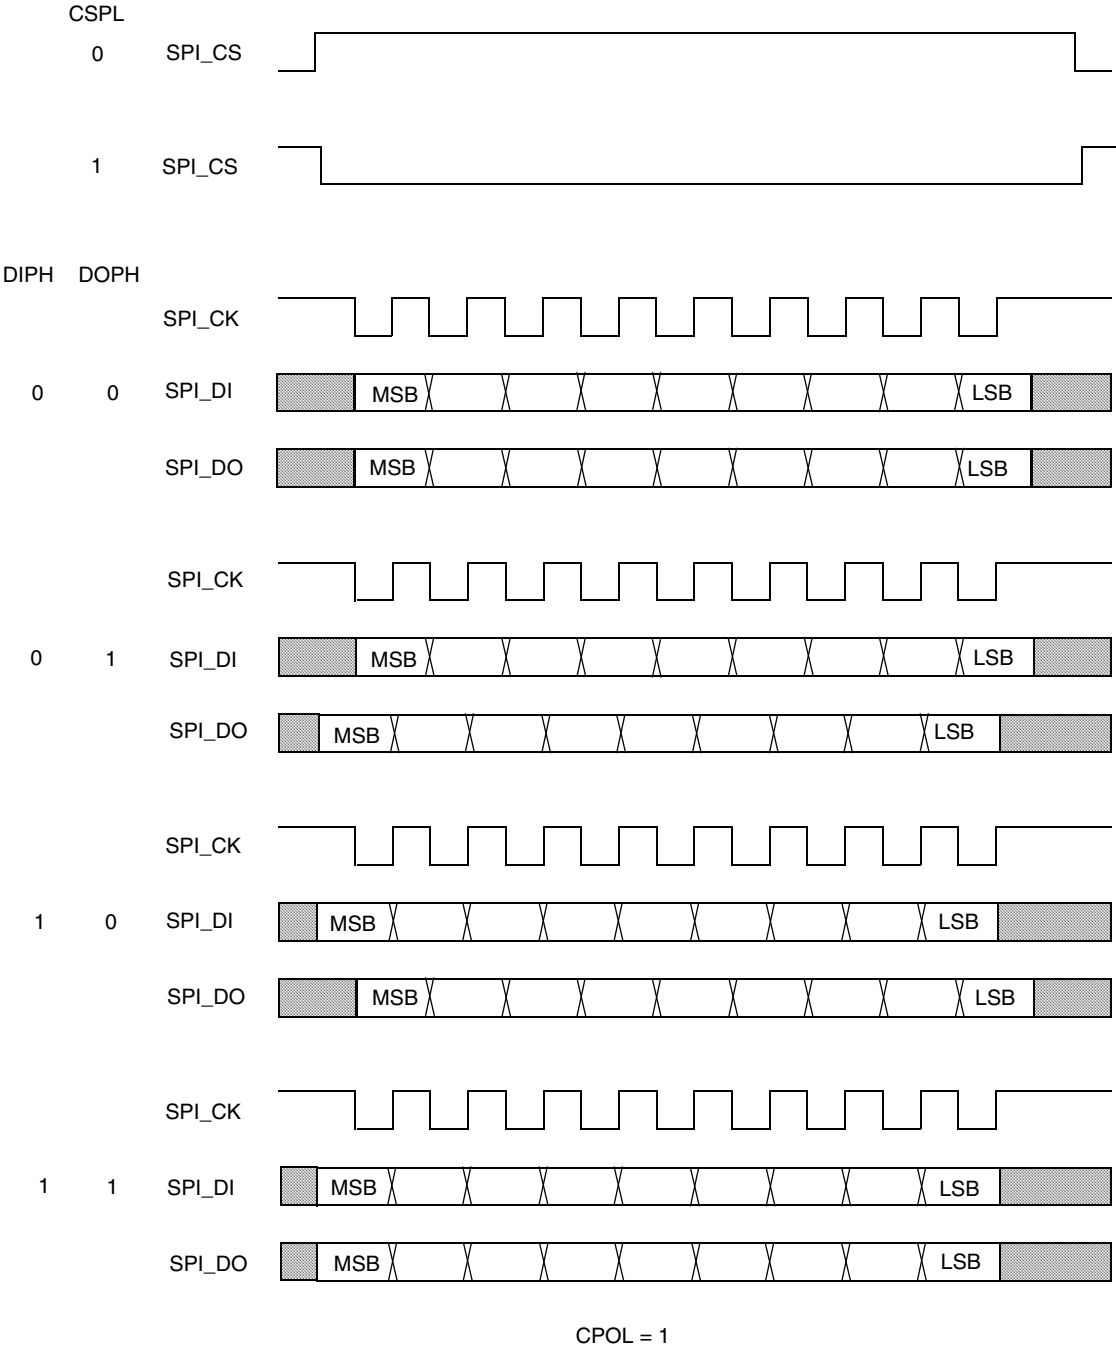 CSPL
0 SPI_CS
1 SPI_CS
DIPH DOPH
SPI_CK
0 0 SPI_DI MSB LSB
SPI_DO MSB LSB
SPI_CK
0 1 SPI_DI MSB LSB
SPI_DO MSB LSB
SPI_CK
1 0 SPI_DI MSB LSB
SPI_DO MSB LSB
SPI_CK
1 1 SPI_DI MSB LSB
SPI_DO MSB LSB
CPOL = 1